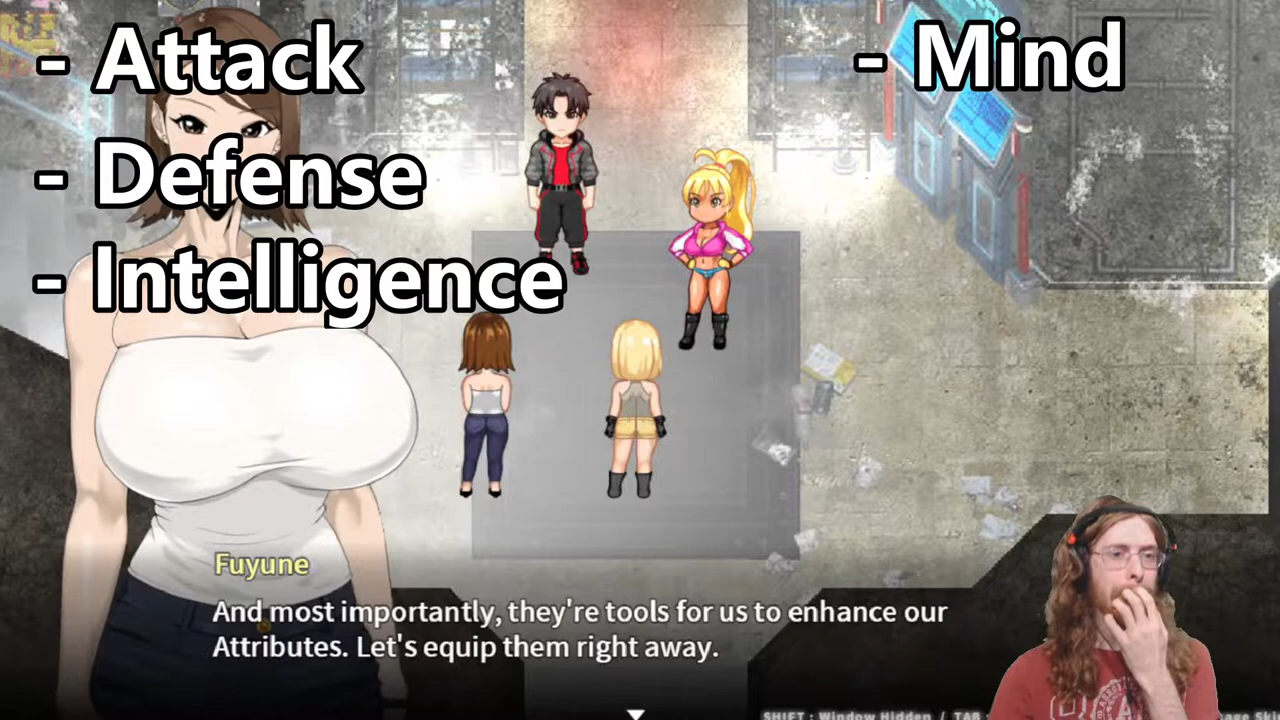 - Attack
- Mind
- Defense
- Intelligence
Fuyune
And most importantly, they're tools for us to enhance our
Attributes. Let's equip them right away.
SHIFT : Window Hidden / TAB